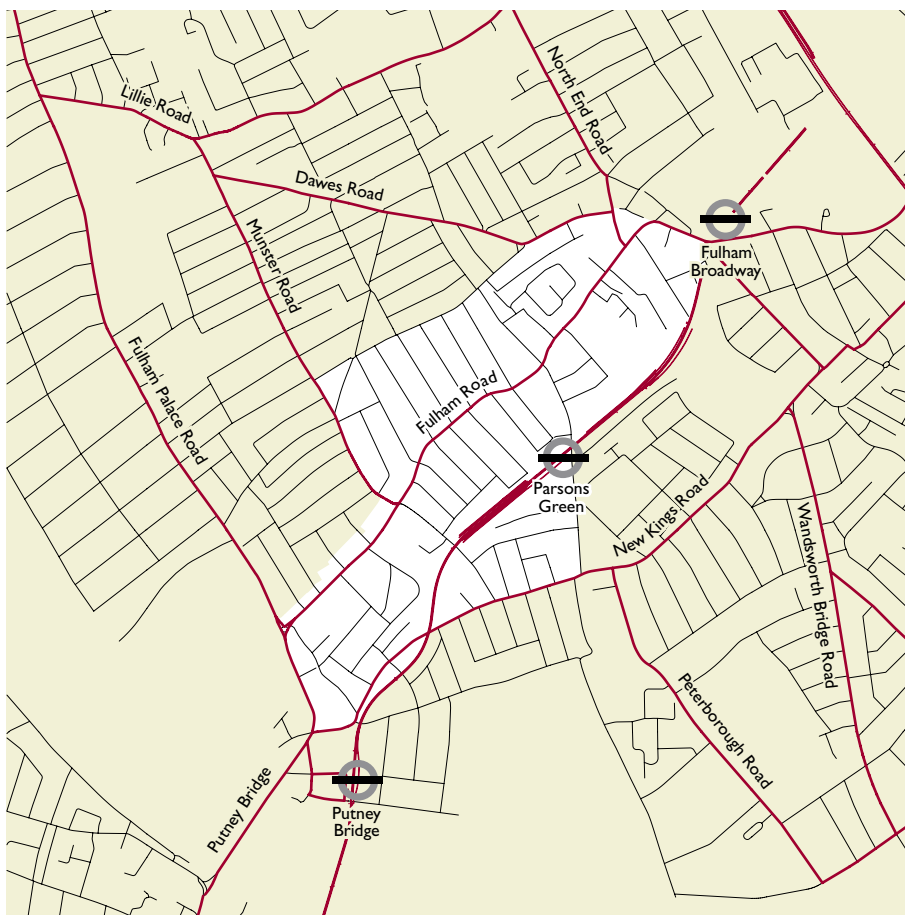 Lillie Road
North End Road
Dawes Road
Munster Road
Fulham
Broadway
Fulham Palace Road
Fulham Road
Parsons
Green
New Kings Road
Wandsworth Bridge Road
Peterborough Road
Putney Bridge
Putney
Bridge